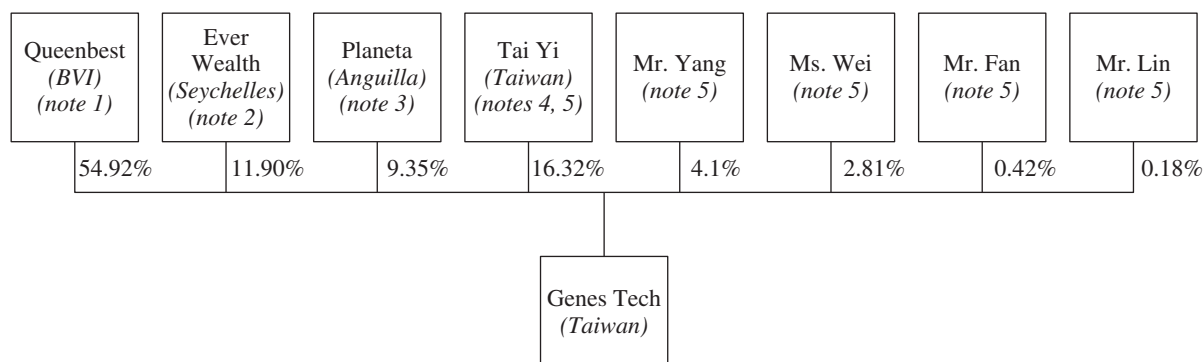 Queenbest
(BVI)
(note 1)
Ever
Wealth
(Seychelles)
(note 2)
Planeta
(Anguilla)
(note 3)
Tai Yi
(Taiwan)
(notes 4, 5)
Mr. Yang
(note 5)
Ms. Wei
(note 5)
Mr. Fan
(note 5)
Mr. Lin
(note 5)
54.92%
11.90%
9.35%
16.32%
4.1%
2.81%
0.42%
0.18%
Genes Tech
(Taiwan)